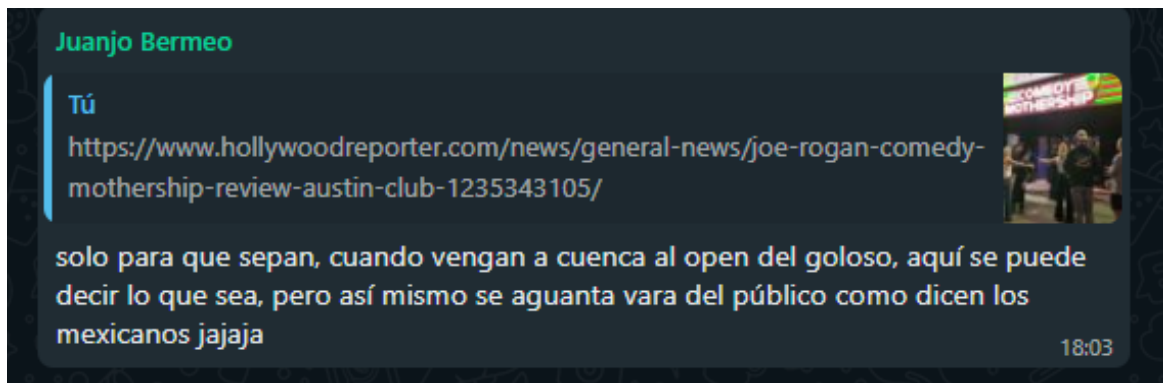 Juanjo Bermeo
Tú
https://www.hollywoodreporter.com/news/general-news/joe-rogan-comedy-
mothership-review-austin-club-1235343105/
COMEDY
MOTHERSHIP
solo para que sepan, cuando vengan a cuenca al open del goloso, aquí se puede
decir lo que sea, pero así mismo se aguanta vara del público como dicen los
mexicanos jajaja
18:03